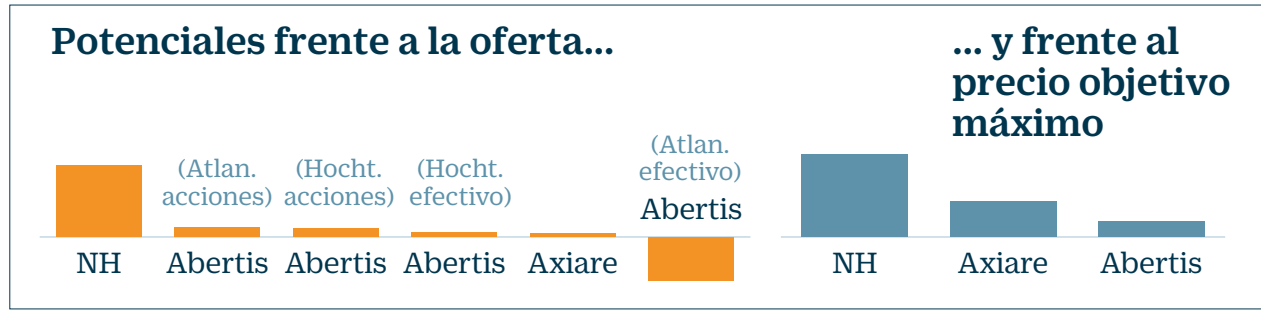 Potenciales frente a la oferta...
(Atlan.
acciones)
(Hocht.
acciones)
(Hocht.
efectivo)
(Atlan.
efectivo)
Abertis
NH
Abertis
Abertis
Abertis
Axiare
... y frente al
precio objetivo
máximo
NH
Axiare
Abertis